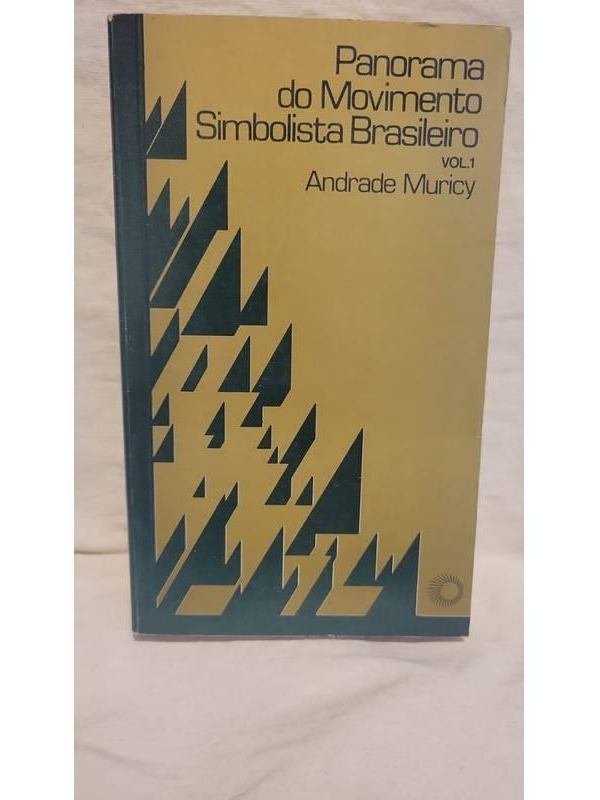 Panorama
do Movimento
Simbolista Brasileiro
VOL.1
Andrade Muricy